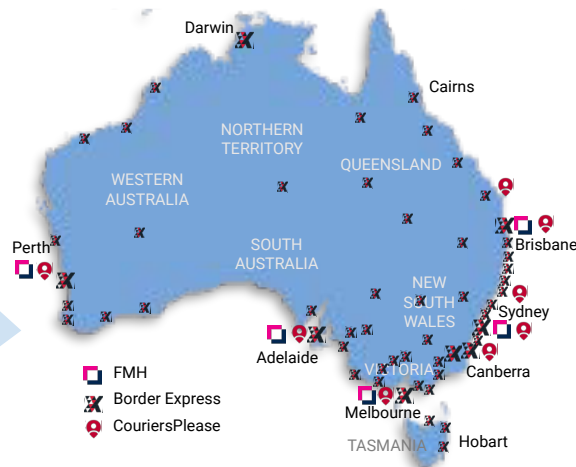 Darwin
Cairns
NORTHERN
TERRITORY
QUEENSLAND
WESTERN
AUSTRALIA
Perth
SOUTH
AUSTRALIA
Brisbane
NEW
SOUTH
WALES
Sydney
Adelaide
VICTORIA
Canberra
FMH
Border Express
CouriersPlease
Melbourne
TASMANIA
Hobart